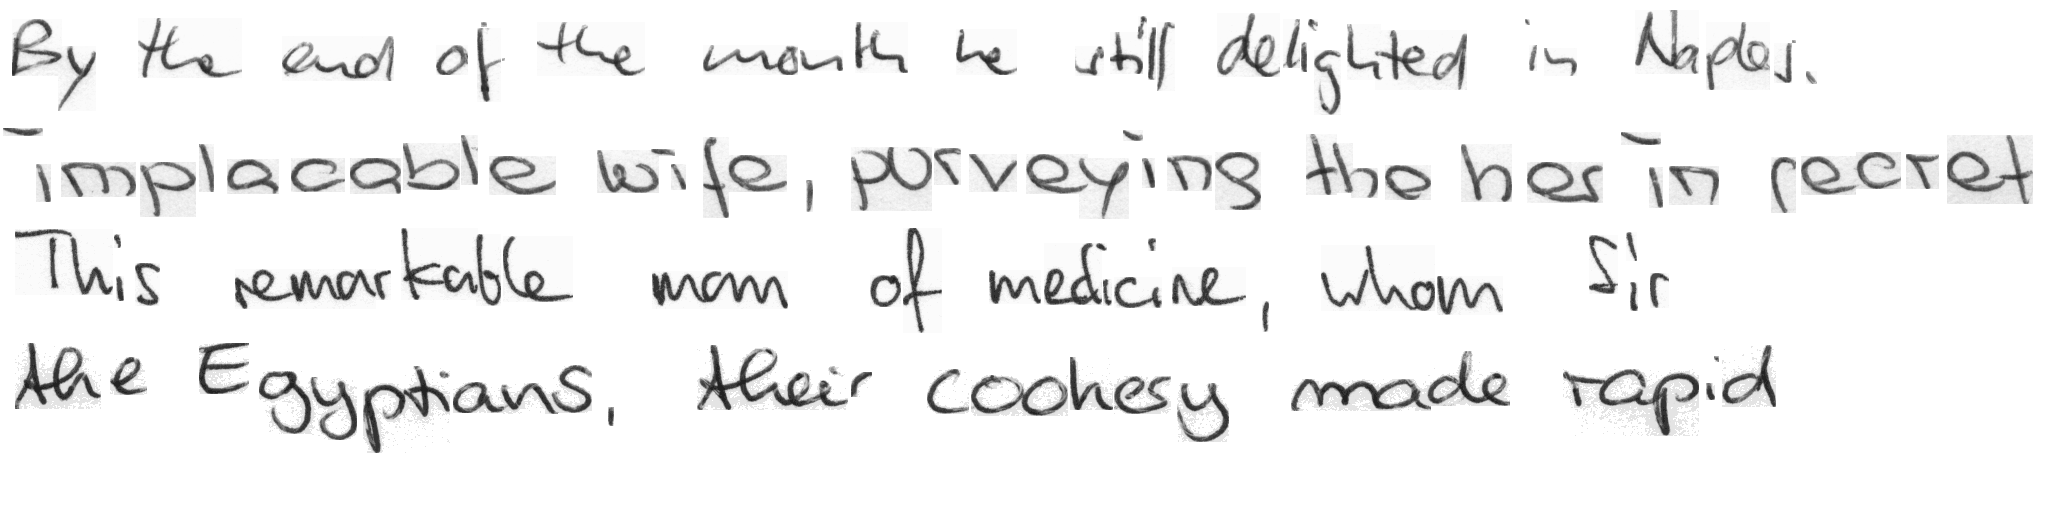 By the end of the month he still delighted in Naples.
implacable wife, purveying the her in secret
This remarkable man of medicine, whom Sir
the Egyptians, their cookery made rapid